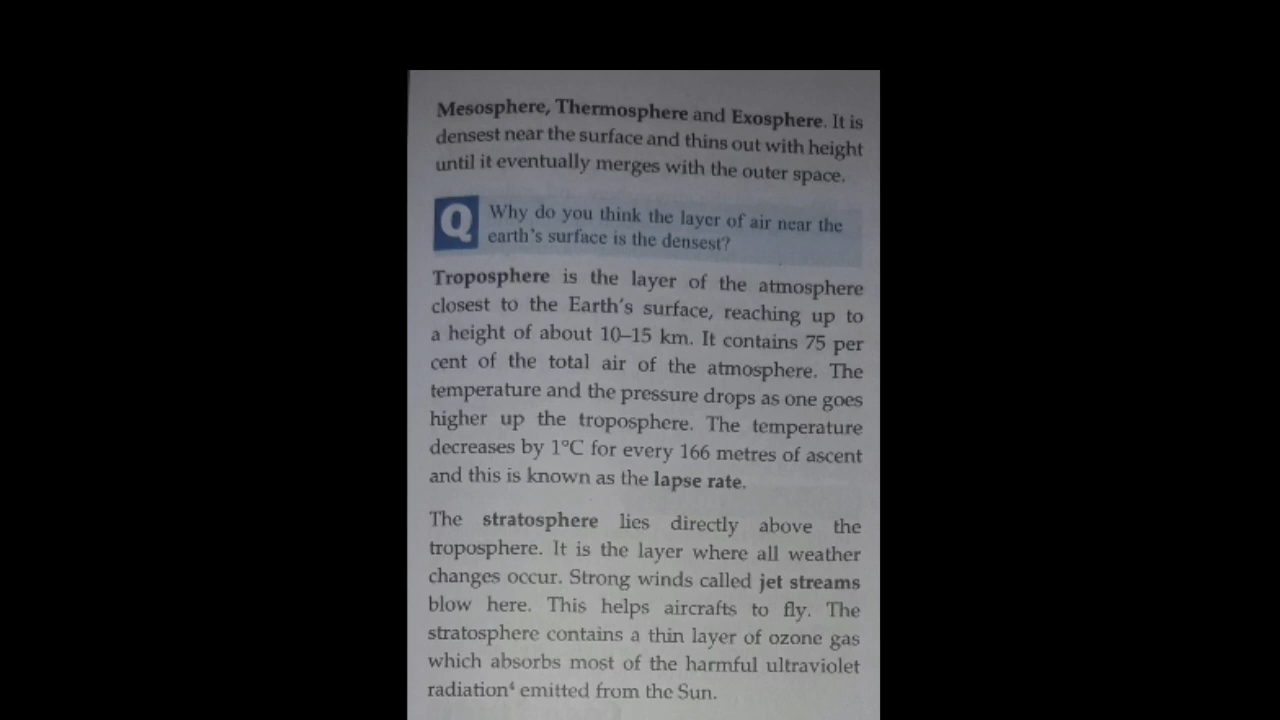 Mesosphere, Thermosphere and Exosphere. It is
densest near the surface and thins out with height
until it eventually merges with the outer space.
Q Why do you think the layer of air near the
earth's surface is the densest?
Troposphere is the layer of the atmosphere
closest to the Earth's surface, reaching up to
a height of about 10–15 km. It contains 75 per
cent of the total air of the atmosphere. The
temperature and the pressure drops as one goes
higher up the troposphere. The temperature
decreases by 1°C for every 166 metres of ascent
and this is known as the lapse rate.
The stratosphere lies directly above the
troposphere. It is the layer where all weather
changes occur. Strong winds called jet streams
blow here. This helps aircrafts to fly. The
stratosphere contains a thin layer of ozone gas
which absorbs most of the harmful ultraviolet
radiation⁴ emitted from the Sun.